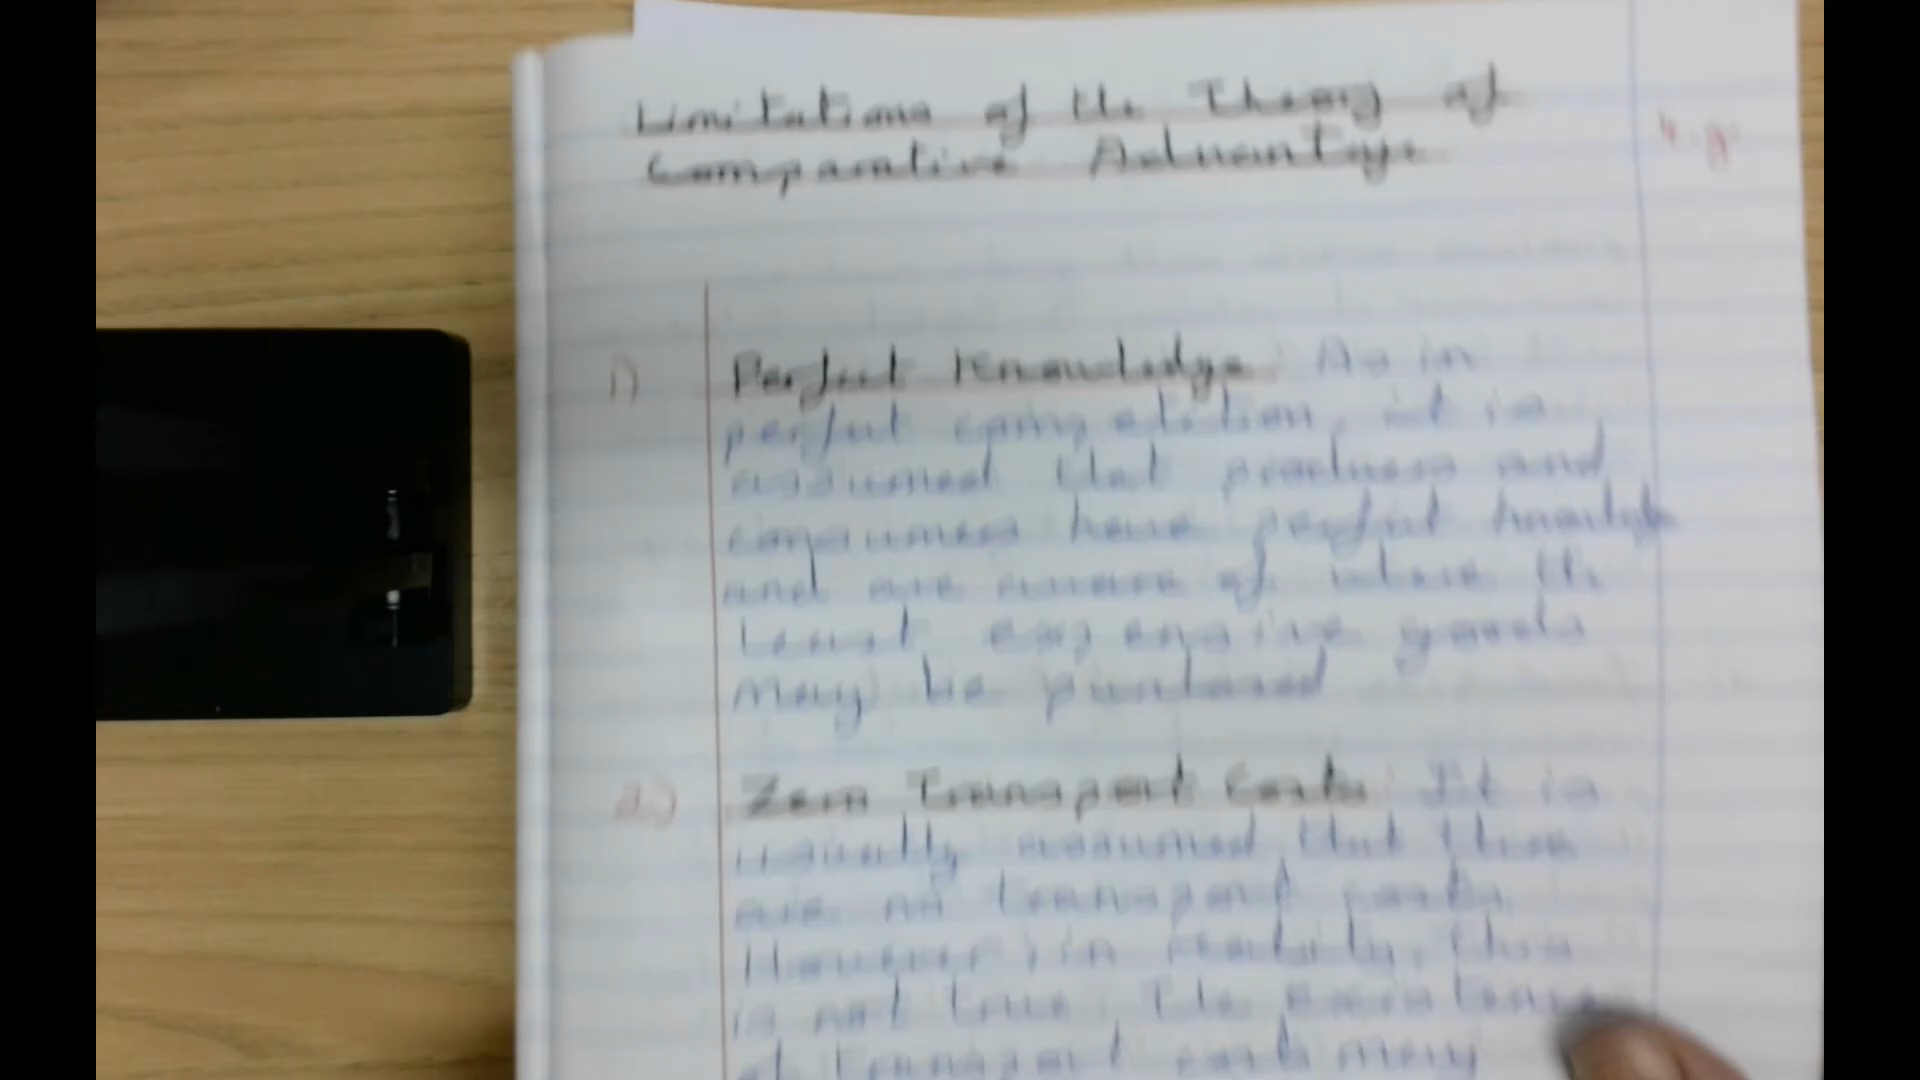 Limitations of the Theory of
Comparative Advantage
1) Perfect Knowledge. As in
perfect competition, it is
assumed that producers and
consumers have perfect knowledge
and are aware of where the
least expensive goods
may be purchased
2.) Zero Transport Costs. It is
usually assumed that there
are no transport costs.
However, in reality, this
is not true. The existence
of transport costs may